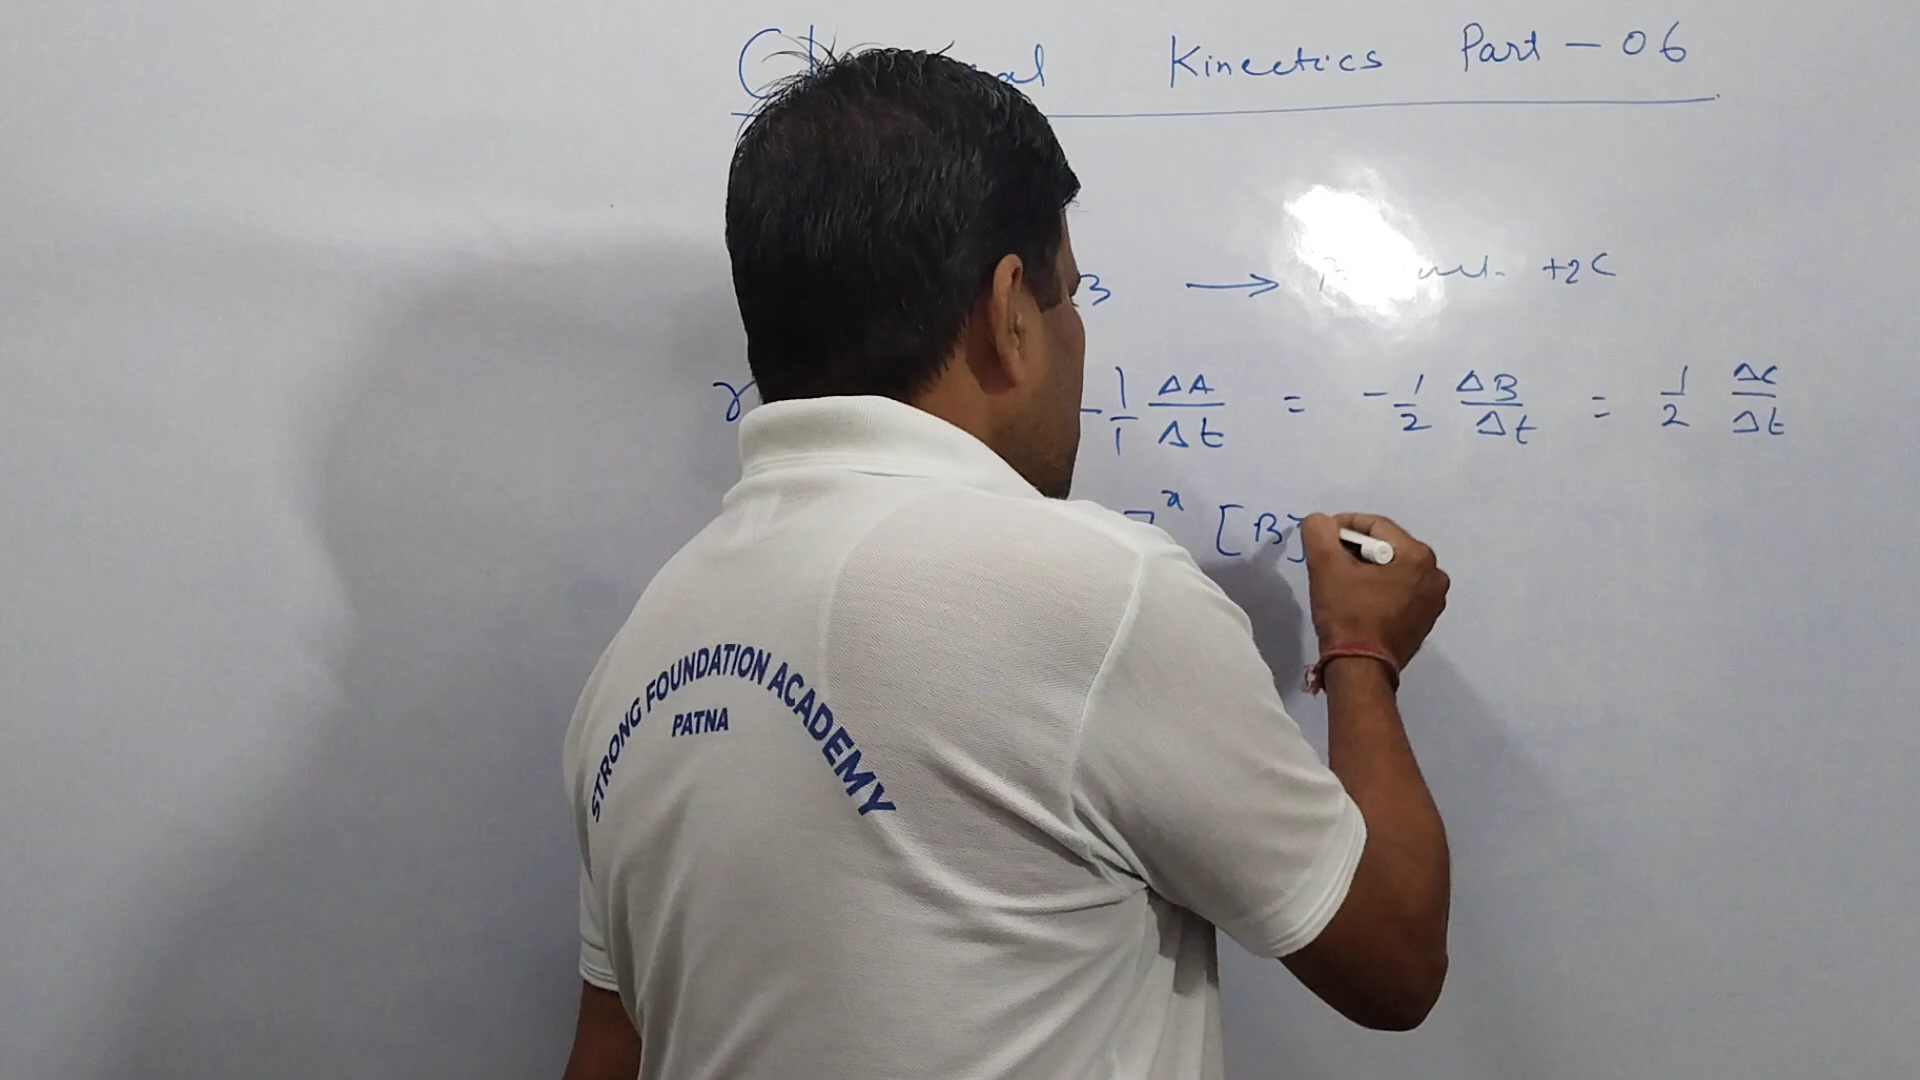 Kinectics Part - 06
B → +2C
- 1/1 ΔA/Δt = - 1/2 ΔB/Δt = 1/2 ΔC/Δt
]ˣ [B]
STRONG FOUNDATION ACADEMY
PATNA